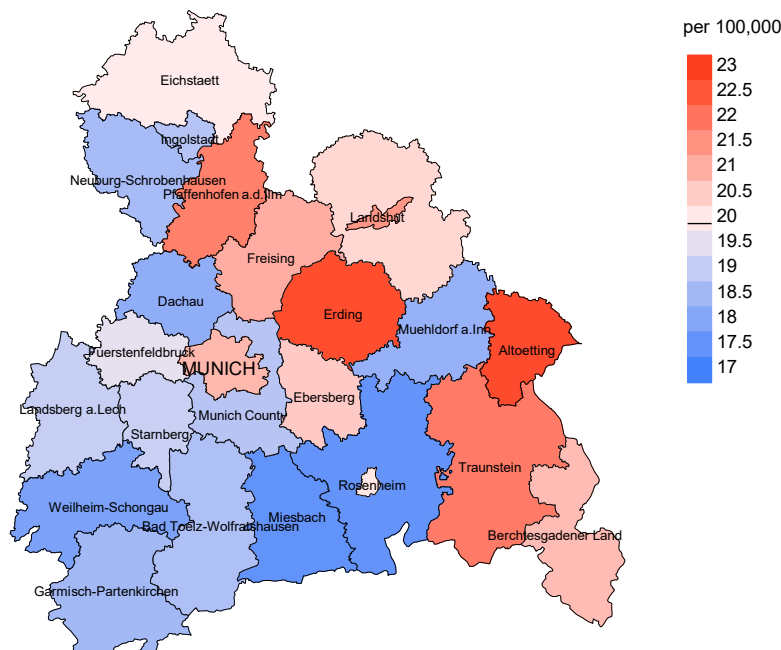 per 100,000
23
22.5
22
21.5
21
20.5
20
19.5
19
18.5
18
17.5
17
Eichstaett
Ingolstadt
Neuburg-Schrobenhausen
Pfaffenhofen a.d.Ilm
Landshut
Freising
Dachau
Erding
Muehldorf a.Inn
Altoetting
Fuerstenfeldbruck
MUNICH
Ebersberg
Landsberg a.Lech
Munich County
Starnberg
Traunstein
Rosenheim
Weilheim-Schongau
Miesbach
Bad Toelz-Wolfratshausen
Berchtesgadener Land
Garmisch-Partenkirchen